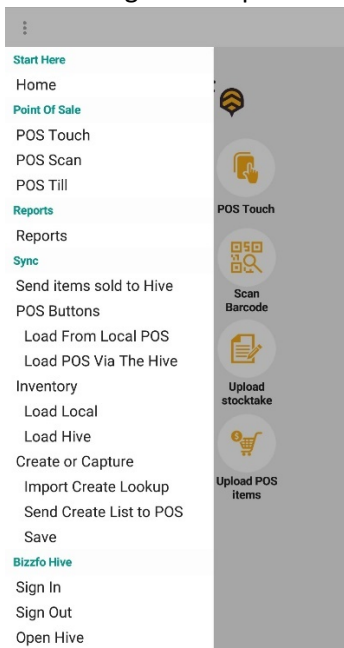 Start Here
Home
Point Of Sale
POS Touch
POS Scan
POS Till
Reports
Reports
Sync
Send items sold to Hive
POS Buttons
Load From Local POS
Load POS Via The Hive
Inventory
Load Local
Load Hive
Create or Capture
Import Create Lookup
Send Create List to POS
Save
Bizzfo Hive
Sign In
Sign Out
Open Hive
POS Touch
Scan
Barcode
Upload
stocktake
Upload POS
items